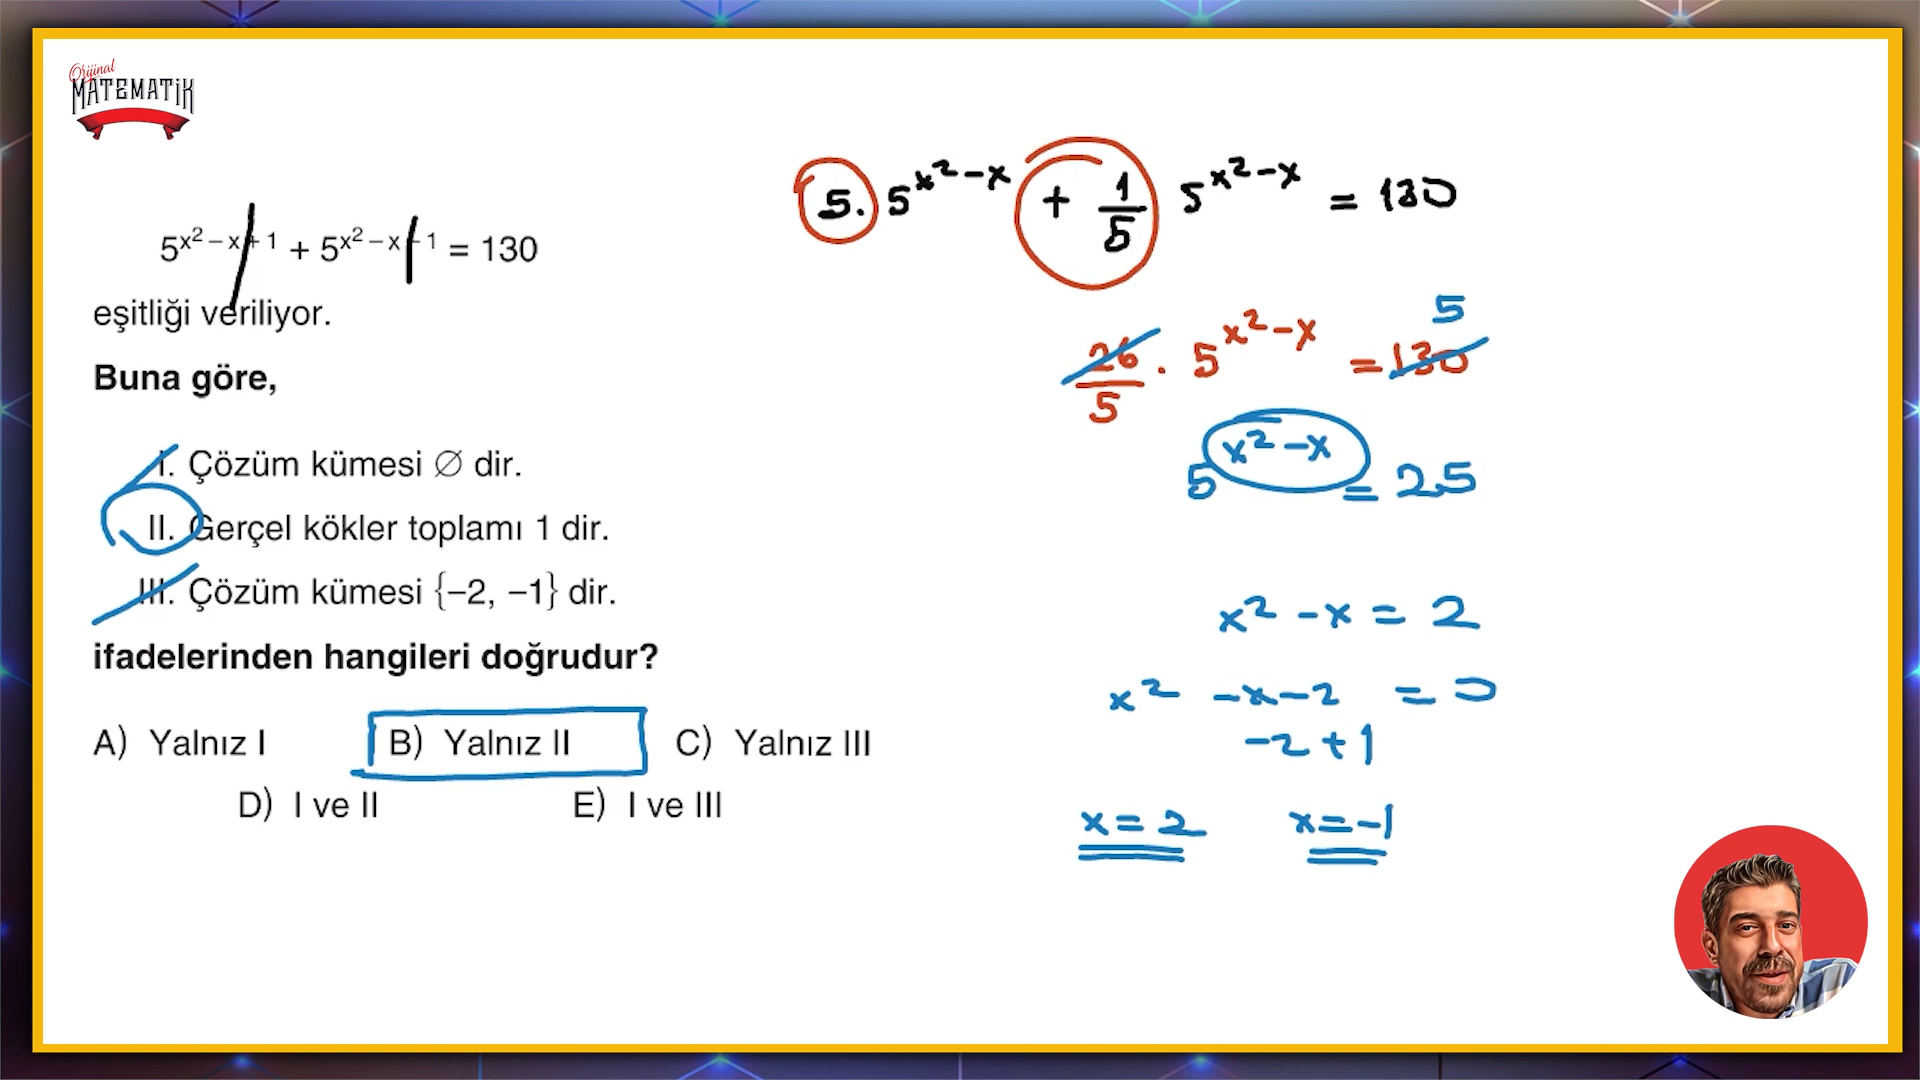 Orijinal
MATEMATİK
5^{x²-x+1} + 5^{x²-x-1} = 130
eşitliği veriliyor.
Buna göre,
I. Çözüm kümesi ∅ dir.
II. Gerçel kökler toplamı 1 dir.
III. Çözüm kümesi {–2, –1} dir.
ifadelerinden hangileri doğrudur?
A) Yalnız I B) Yalnız II C) Yalnız III
D) I ve II E) I ve III
5. 5^{x²-x} + 1/5 5^{x²-x} = 130
26/5 . 5^{x²-x} = 130 5
5^{x²-x} = 25
x² - x = 2
x² - x - 2 = 0
-2 +1
x = 2 x = -1